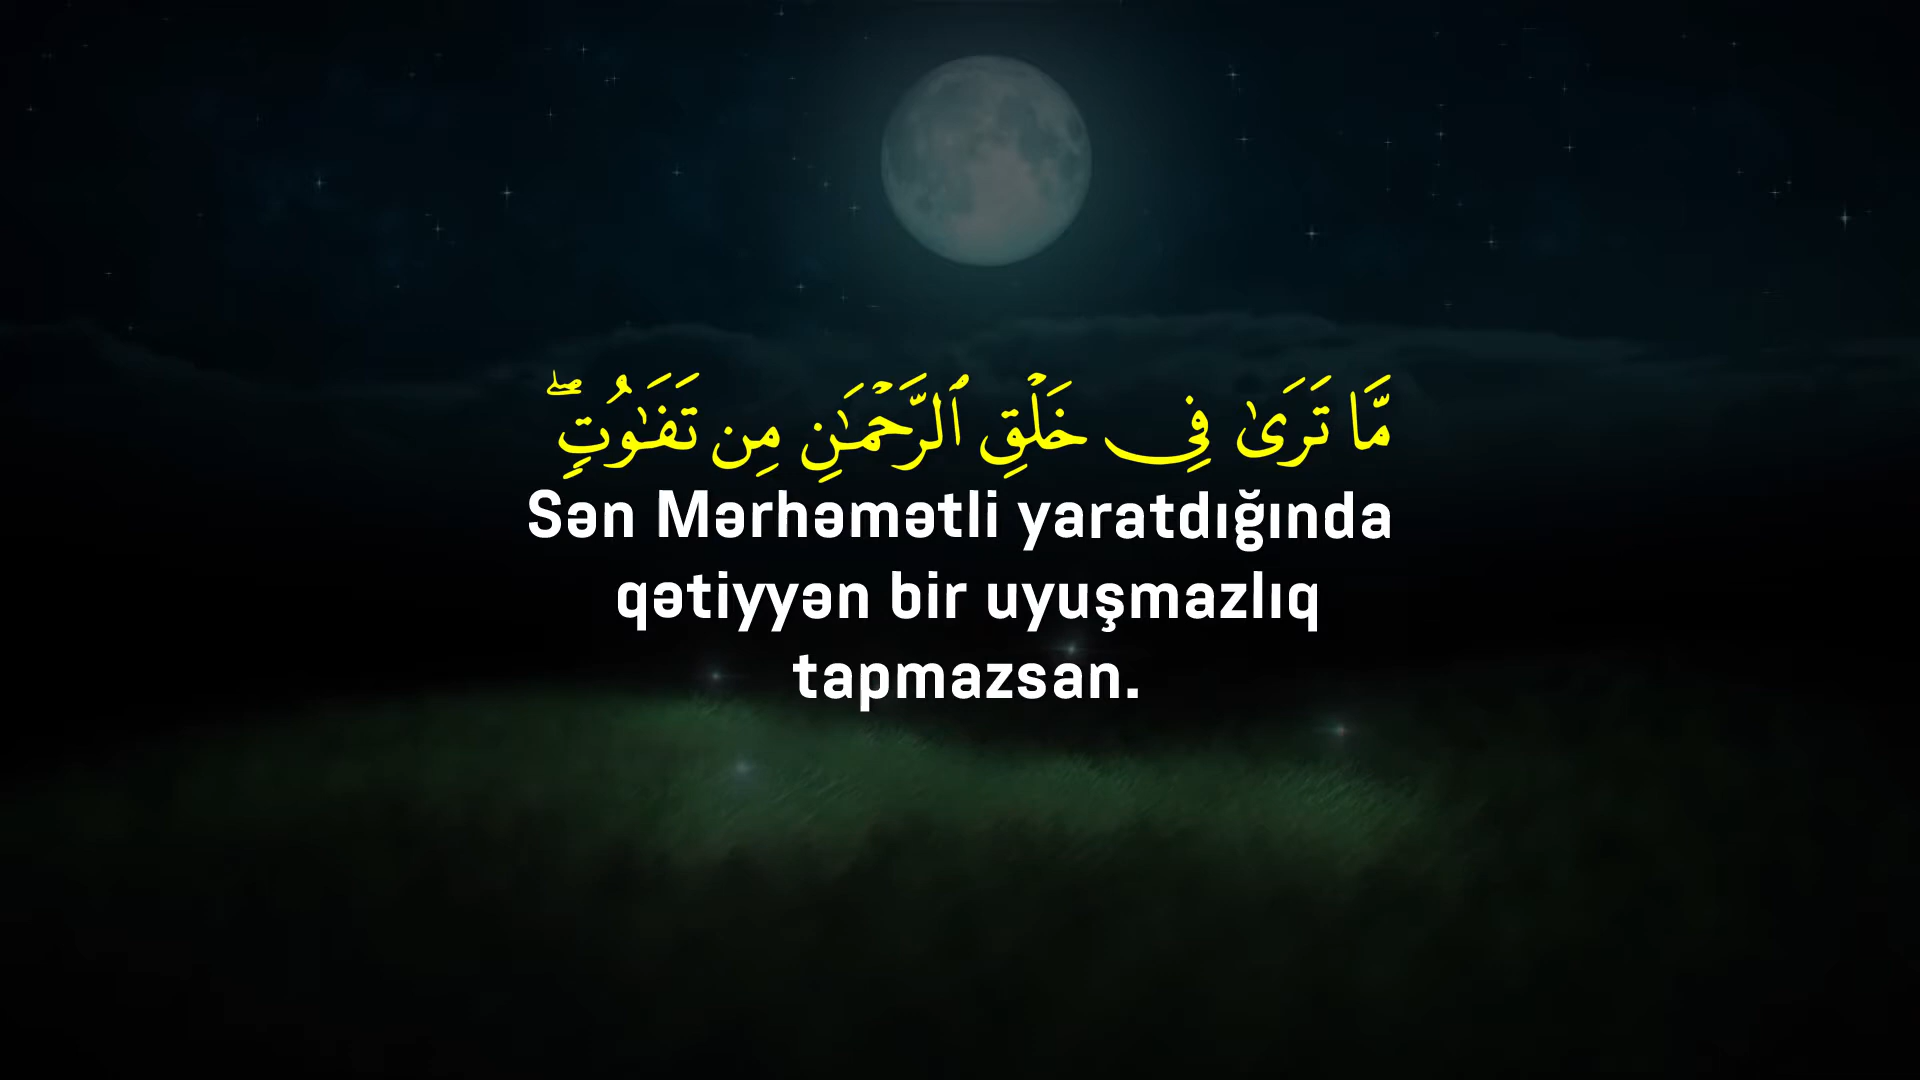 مَّا تَرَىٰ فِى خَلْقِ ٱلرَّحْمَـٰنِ مِن تَفَـٰوُتٍۢ ۖ
Sən Mərhəmətli yaratdığında
qətiyyən bir uyuşmazlıq
tapmazsan.